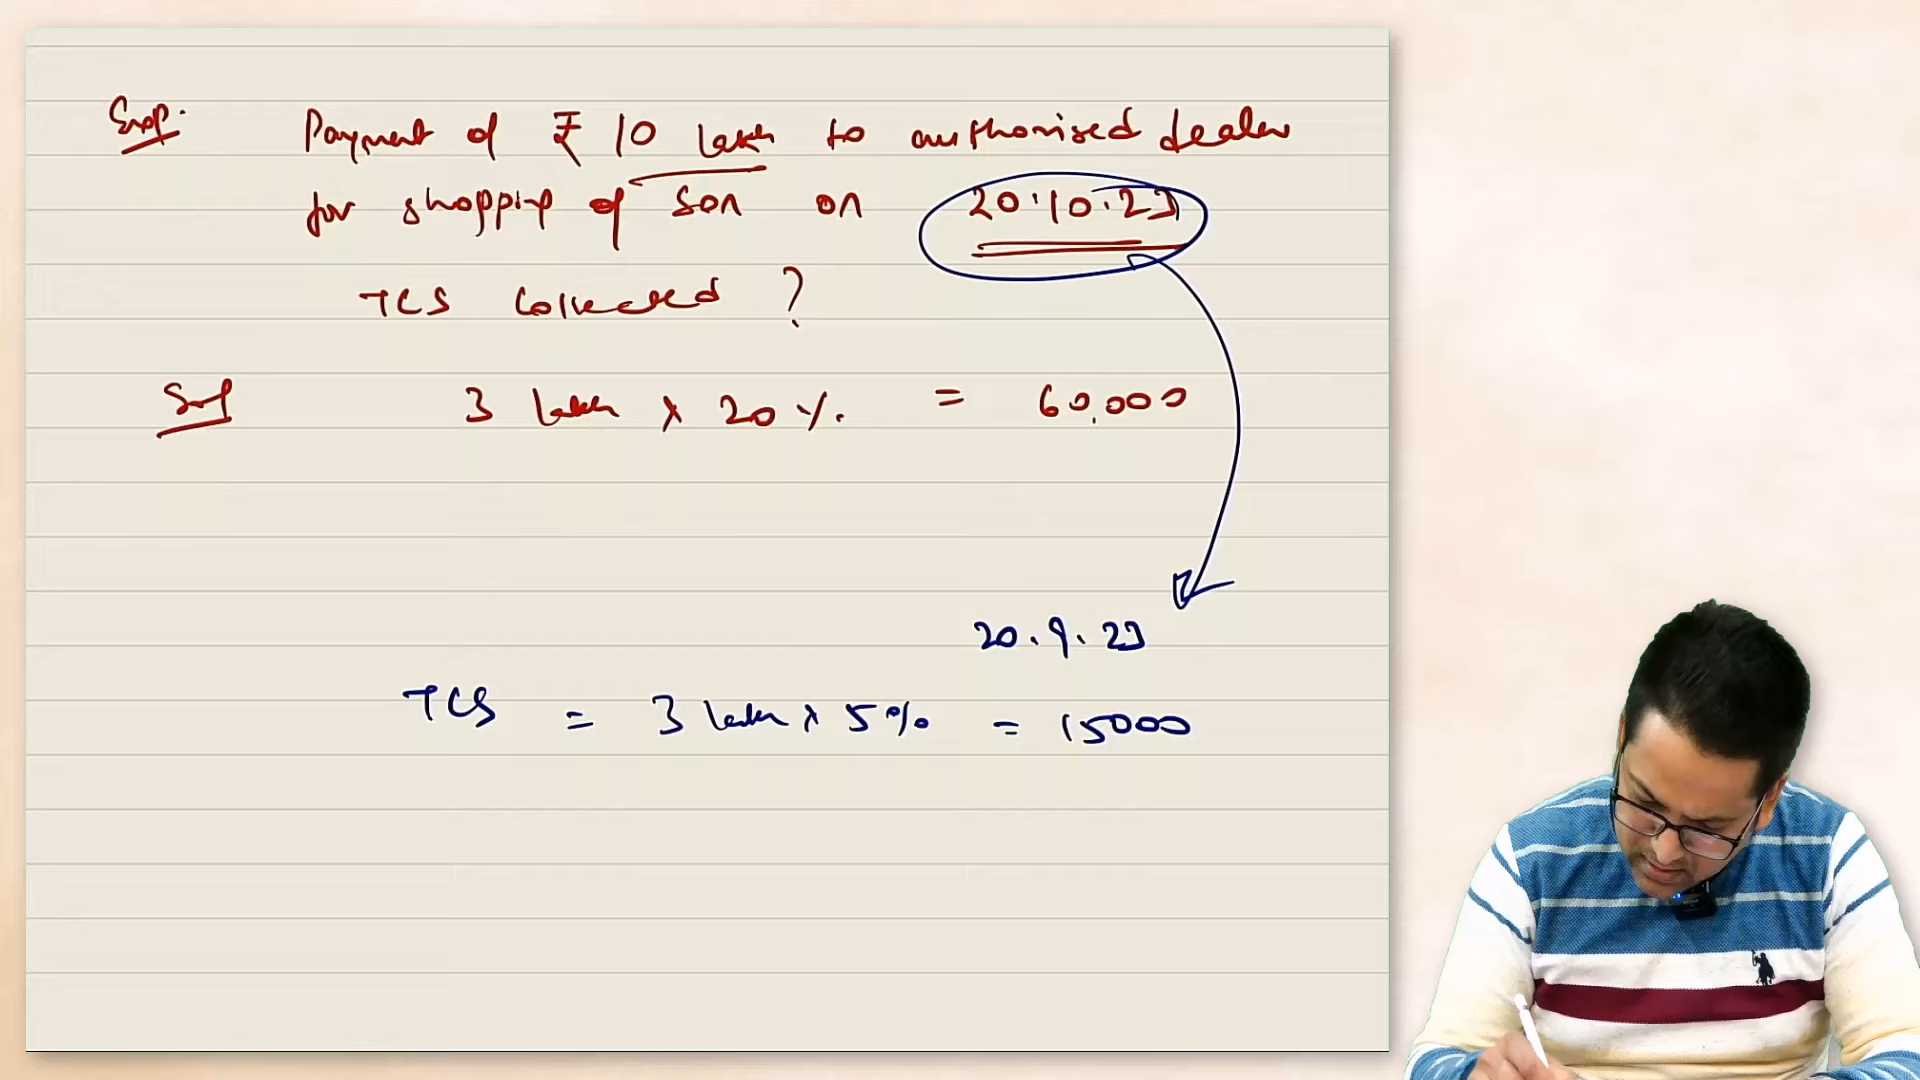 Exp.
Payment of ₹ 10 lakh to authorised dealer
for shopping of son on 20.10.23
TCS collected ?
Sol
3 lakh x 20% = 60,000
20.9.23
TCS = 3 lakh x 5% = 15000